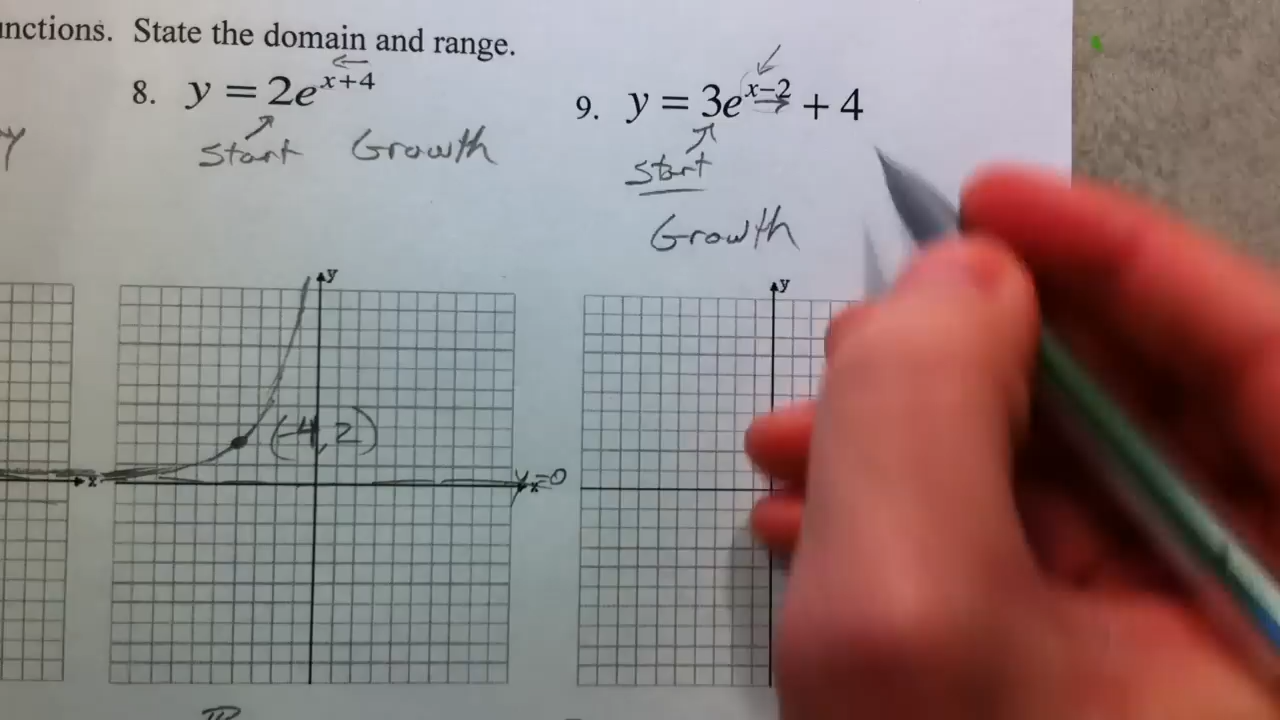 unctions. State the domain and range.
8. y = 2e^{x+4}
Start Growth
9. y = 3e^{x-2} + 4
Start
Growth
y
y
(-4, 2)
x
x
y=0